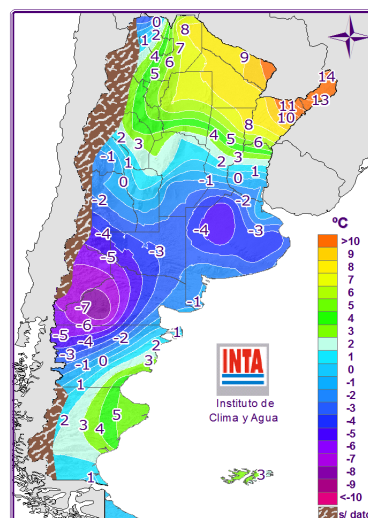 0
1 2 8
4 7
5 6 9
14
11 13
10
2 3 4 5 8
6
-1 1 2 3
0 -1 0 1
-2 -2
-4 -4 -3
-5 -3
-7 -1
-6
-5 -4 -2 1
-3 -1 0 2
1 3
2 3 4 5
1
3
ºC
>10
9
8
7
6
5
4
3
2
1
0
-1
-2
-3
-4
-5
-6
-7
-8
-9
-10
<-10
s/ dato
INTA
Instituto de
Clima y Agua